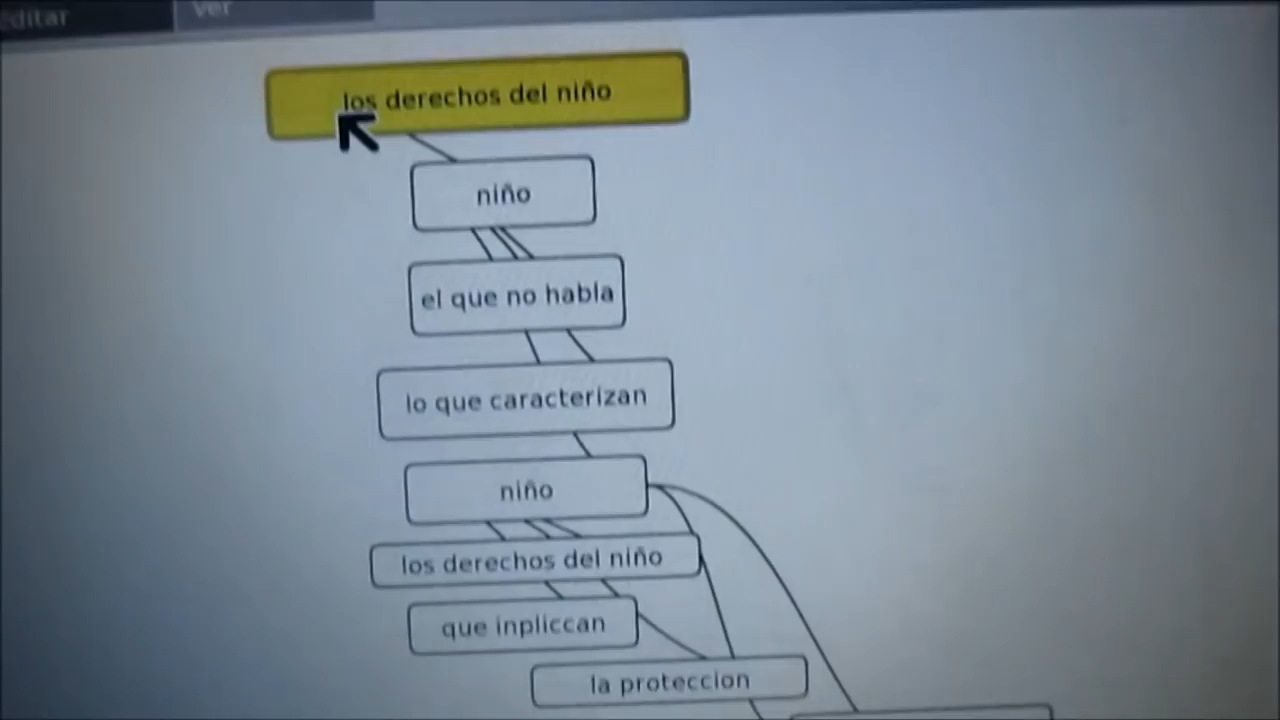 editar
ver
los derechos del niño
niño
el que no habla
lo que caracterizan
niño
los derechos del niño
que inpliccan
la proteccion